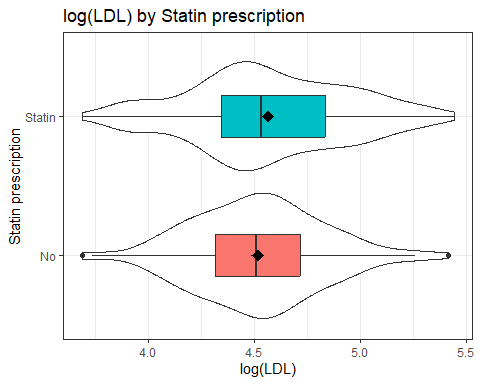 log(LDL) by Statin prescription
Statin prescription
Statin
No
4.0 4.5 5.0 5.5
log(LDL)